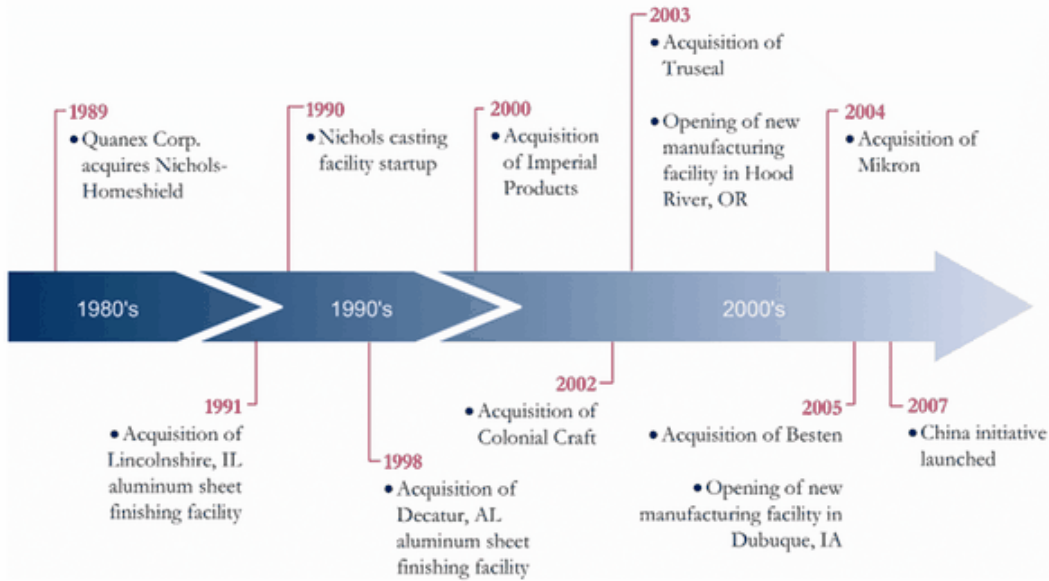 1989
• Quanex Corp.
acquires Nichols-
Homeshield
1990
• Nichols casting
facility startup
2000
• Acquisition
of Imperial
Products
2003
• Acquisition of
Truseal
• Opening of new
manufacturing
facility in Hood
River, OR
2004
• Acquisition of
Mikron
1980's
1990's
2000's
1991
• Acquisition of
Lincolnshire, IL
aluminum sheet
finishing facility
1998
• Acquisition of
Decatur, AL
aluminum sheet
finishing facility
2002
• Acquisition of
Colonial Craft
2005
• Acquisition of Besten
• Opening of new
manufacturing facility in
Dubuque, IA
2007
• China initiative
launched